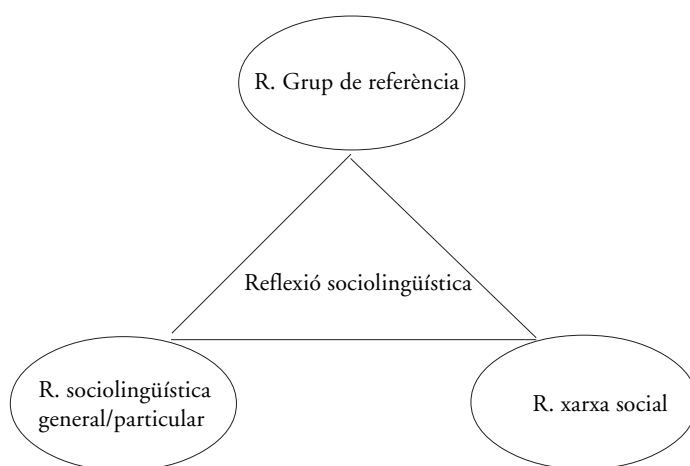 R. Grup de referència
Reflexió sociolingüística
R. sociolingüística
general/particular
R. xarxa social